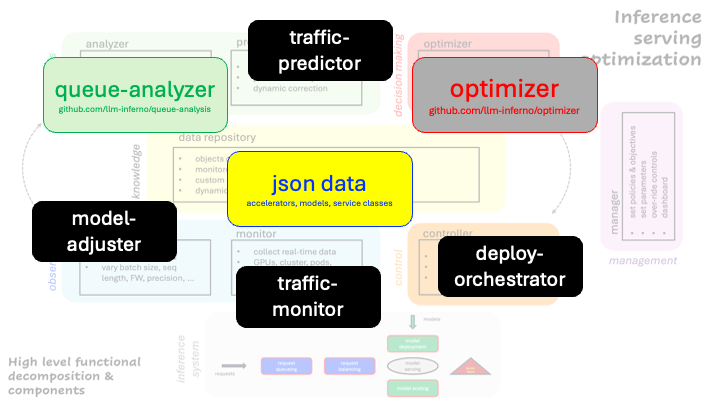 Inference
serving
optimization
analyzer
optimizer
traffic-
predictor
dynamic correction
decision making
queue-analyzer
github.com/llm-inferno/queue-analysis
optimizer
github.com/llm-inferno/optimizer
data repository
knowledge
objects
custom
json data
accelerators, models, service classes
manager
set policies & objectives
set parameters
over-ride controls
dashboard
management
model-
adjuster
monitor
collect real-time data
GPUs, cluster, pods,
vary batch size, seq
length, FW, precision, ...
traffic-
monitor
controller
control
deploy-
orchestrator
inference
system
requests
request
queueing
request
balancing
models
model
deployment
model
serving
model scaling
High level functional
decomposition &
components